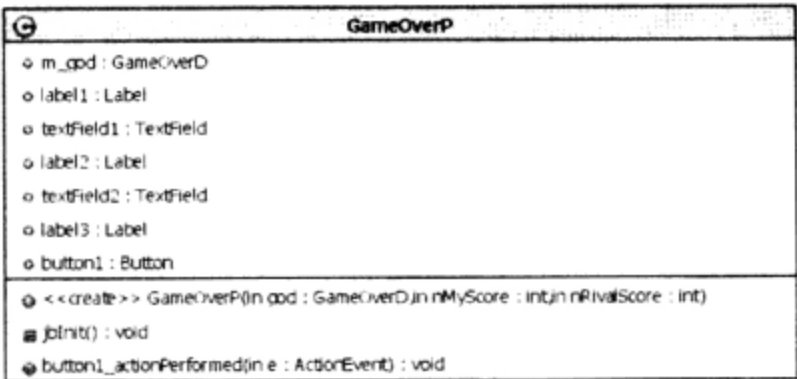 GameOverP
m_god : GameOverD
label1 : Label
textField1 : TextField
label2 : Label
textField2 : TextField
label3 : Label
button1 : Button
<<create>> GameOverP(in god : GameOverD,in nMyScore : int,in nRivalScore : int)
jbInit() : void
button1_actionPerformed(in e : ActionEvent) : void